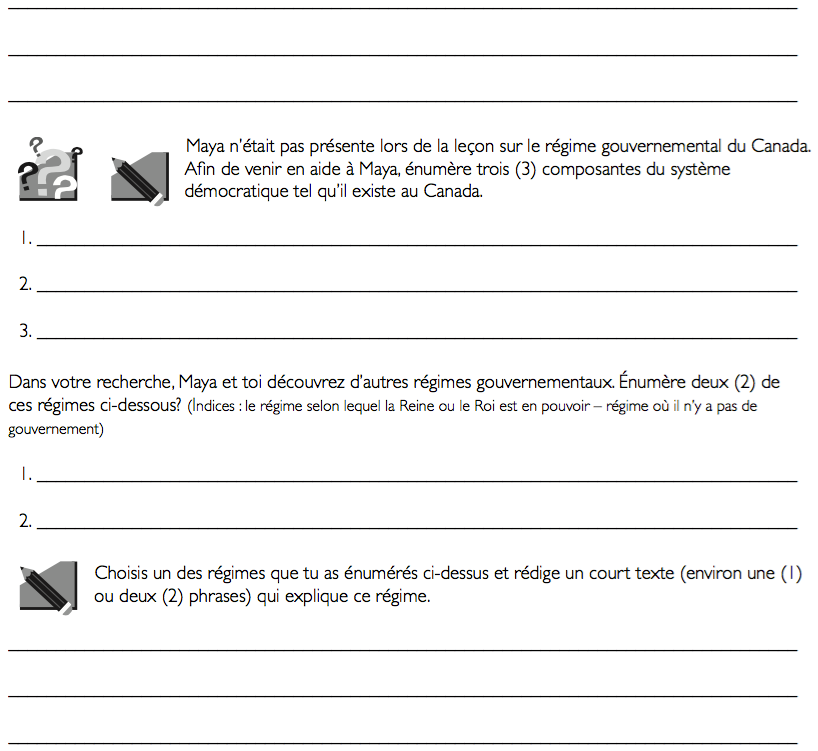 Maya n'était pas présente lors de la leçon sur le régime gouvernemental du Canada.
Afin de venir en aide à Maya, énumère trois (3) composantes du système
démocratique tel qu'il existe au Canada.
1.
2.
3.
Dans votre recherche, Maya et toi découvrez d'autres régimes gouvernementaux. Énumère deux (2) de
ces régimes ci-dessous? (Indices : le régime selon lequel la Reine ou le Roi est en pouvoir – régime où il n'y a pas de
gouvernement)
1.
2.
Choisis un des régimes que tu as énumérés ci-dessus et rédige un court texte (environ une (1)
ou deux (2) phrases) qui explique ce régime.